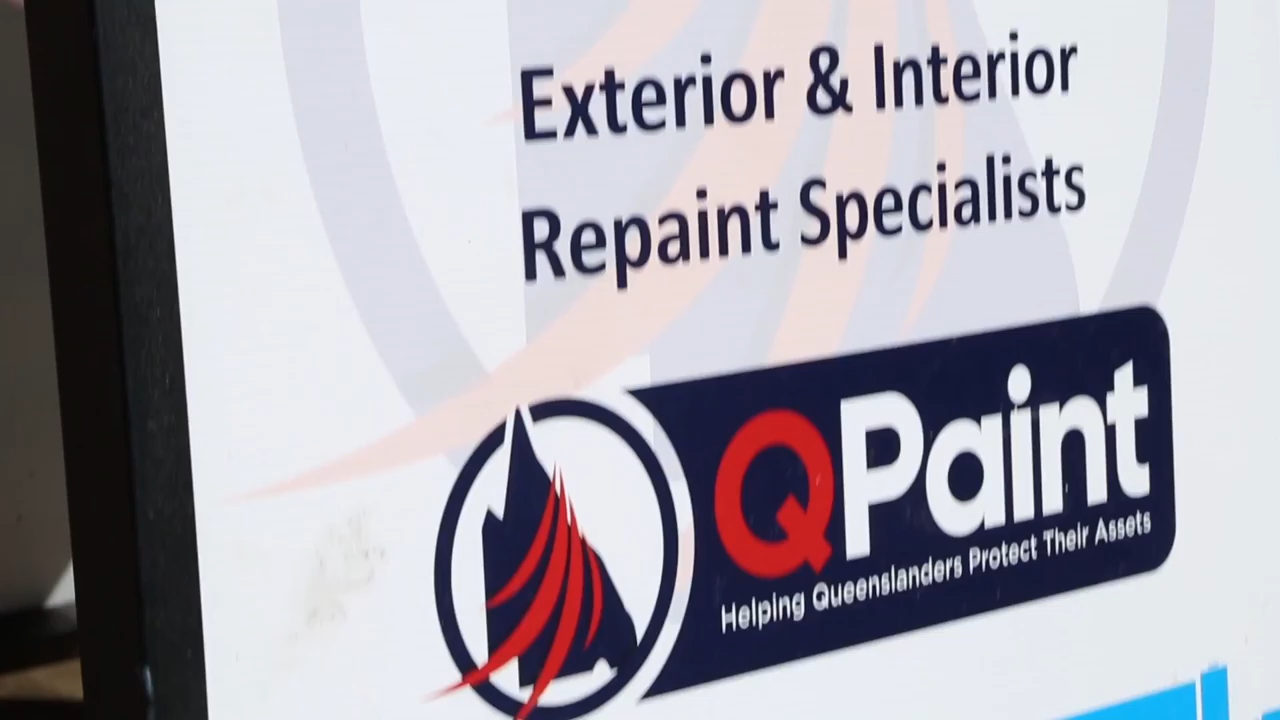 Exterior & Interior
Repaint Specialists
QPaint
Helping Queenslanders Protect Their Assets